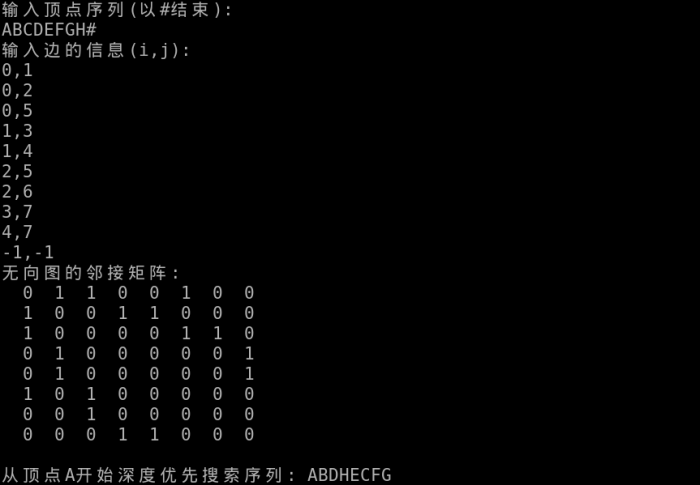 输入顶点序列(以#结束):
ABCDEFGH#
输入边的信息(i,j):
0,1
0,2
0,5
1,3
1,4
2,5
2,6
3,7
4,7
-1,-1
无向图的邻接矩阵:
0 1 1 0 0 1 0 0
1 0 0 1 1 0 0 0
1 0 0 0 0 1 1 0
0 1 0 0 0 0 0 1
0 1 0 0 0 0 0 1
1 0 1 0 0 0 0 0
0 0 1 0 0 0 0 0
0 0 0 1 1 0 0 0
从顶点A开始深度优先搜索序列: ABDHECFG